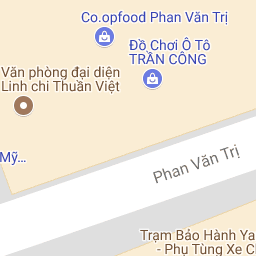 Co.opfood Phan Văn Trị
Đồ Chơi Ô Tô
TRẦN CÔNG
Văn phòng đại diện
Linh chi Thuần Việt
Mỹ...
Phan Văn Trị
Trạm Bảo Hành Ya
- Phụ Tùng Xe C